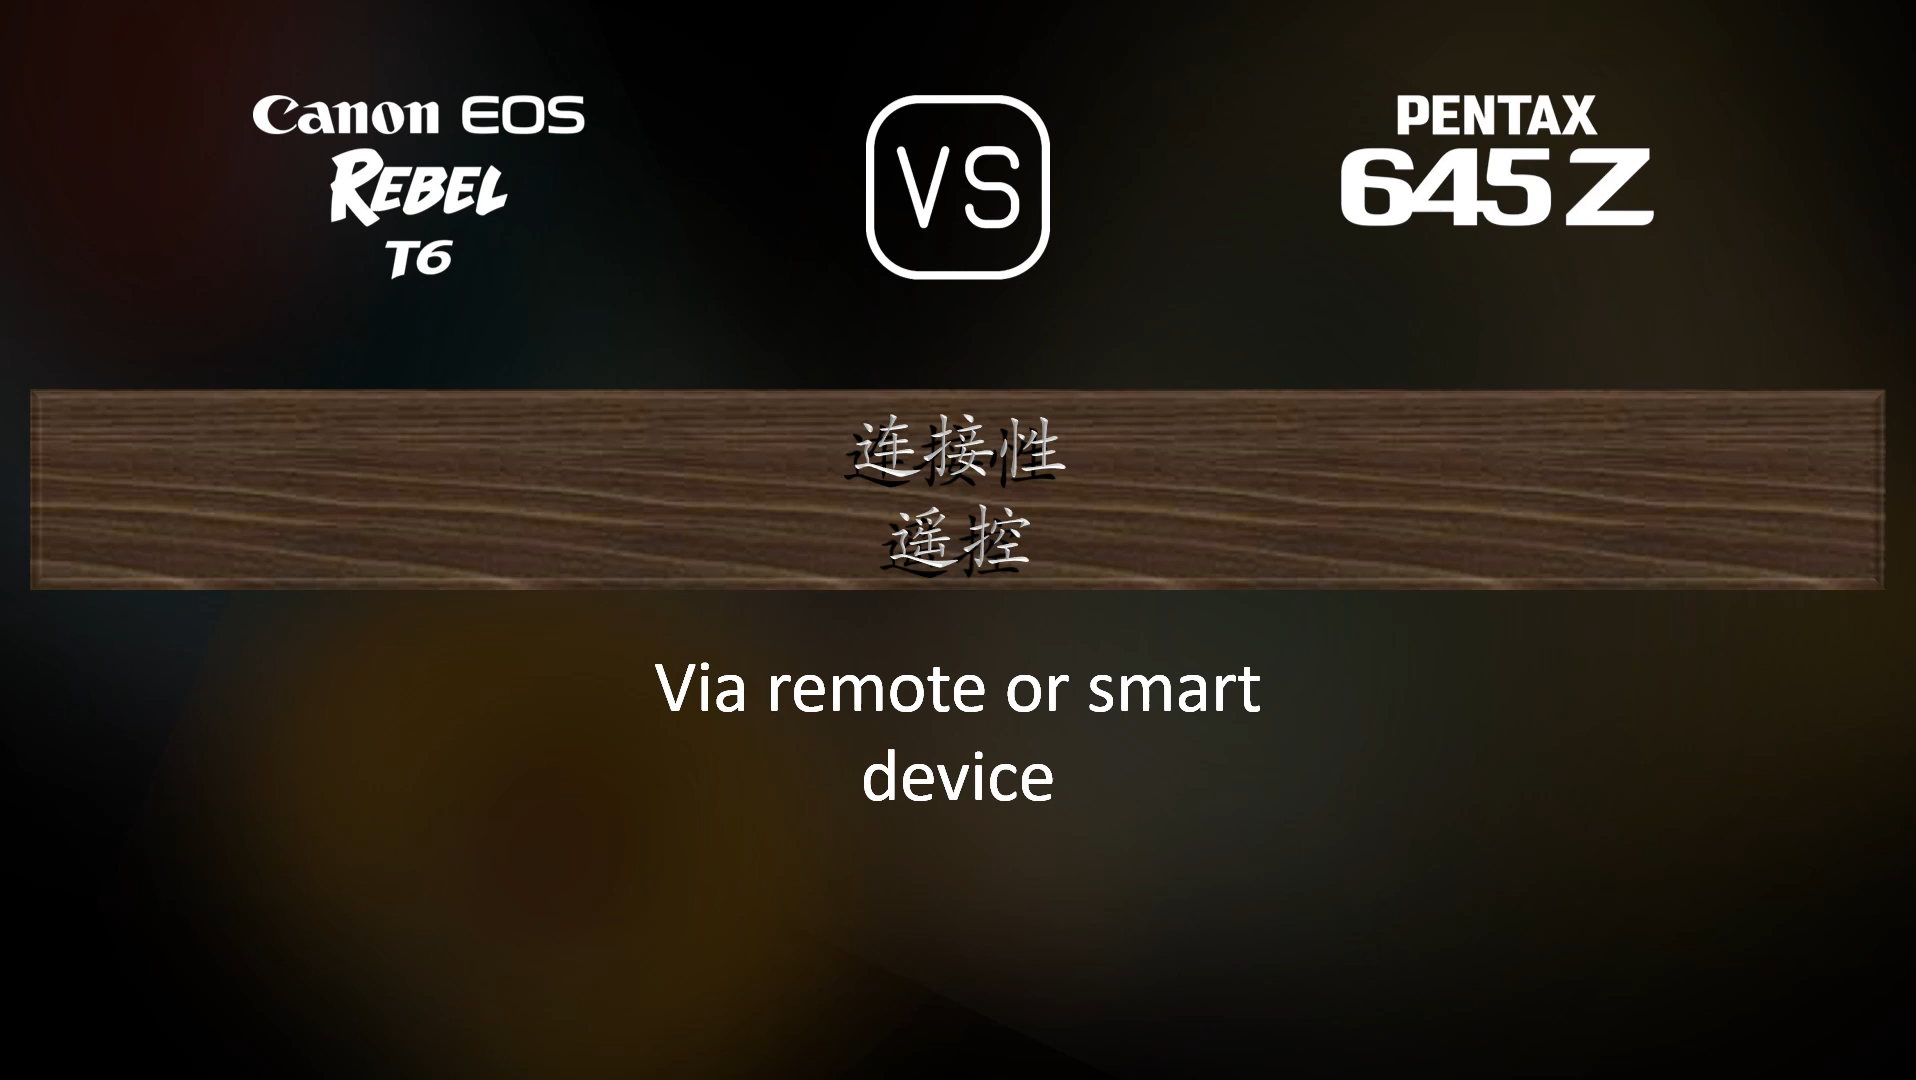 Canon EOS
REBEL
T6
VS
PENTAX
645Z
连接性
遥控
Via remote or smart
device